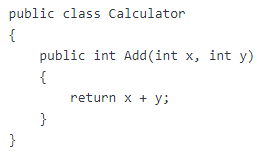 public class Calculator
{
    public int Add(int x, int y)
    {
        return x + y;
    }
}